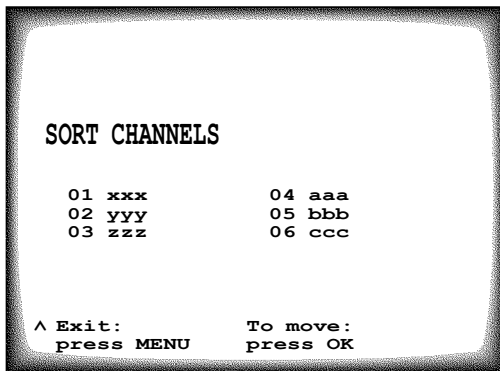 SORT CHANNELS
01 xxx 04 aaa
02 yyy 05 bbb
03 zzz 06 ccc
^ Exit: To move:
press MENU press OK